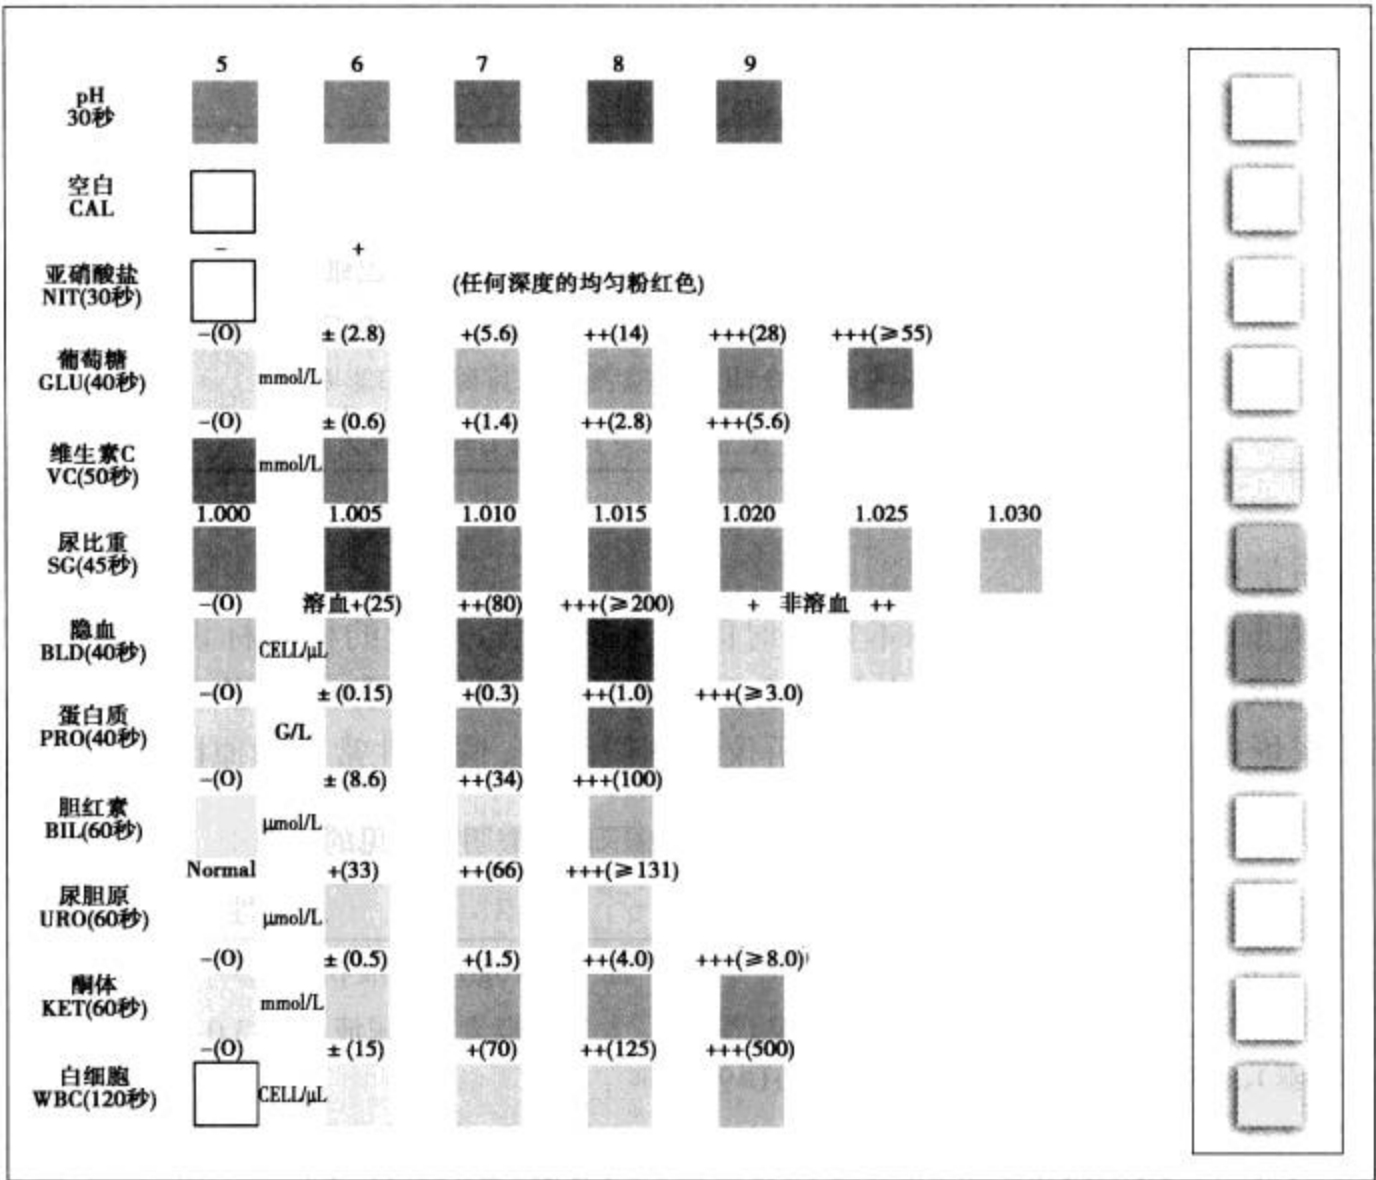 5 6 7 8 9
pH
30秒
空白
CAL
− +
亚硝酸盐
NIT(30秒)
(任何深度的均匀粉红色)
−(O) ±(2.8) +(5.6) ++(14) +++(28) +++(≥55)
葡萄糖
GLU(40秒) mmol/L
−(O) ±(0.6) +(1.4) ++(2.8) +++(5.6)
维生素C
VC(50秒) mmol/L
1.000 1.005 1.010 1.015 1.020 1.025 1.030
尿比重
SG(45秒)
−(O) 溶血+(25) ++(80) +++(≥200) + 非溶血 ++
隐血
BLD(40秒) CELL/μL
−(O) ±(0.15) +(0.3) ++(1.0) +++(≥3.0)
蛋白质
PRO(40秒) G/L
−(O) ±(8.6) ++(34) +++(100)
胆红素
BIL(60秒) μmol/L
Normal +(33) ++(66) +++(≥131)
尿胆原
URO(60秒) μmol/L
−(O) ±(0.5) +(1.5) ++(4.0) +++(≥8.0)
酮体
KET(60秒) mmol/L
−(O) ±(15) +(70) ++(125) +++(500)
白细胞
WBC(120秒) CELL/μL